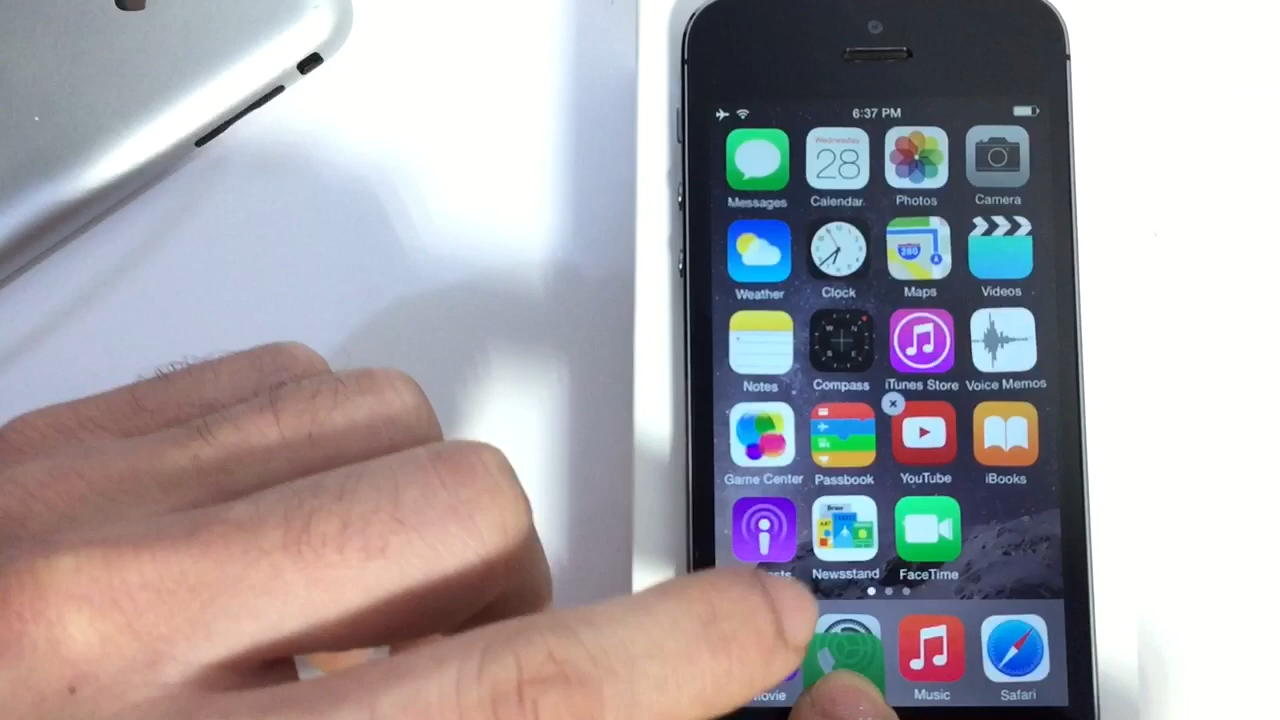 6:37 PM
Wednesday
28
Messages Calendar Photos Camera
280
Weather Clock Maps Videos
W N
S E
Notes Compass iTunes Store Voice Memos
Game Center Passbook YouTube iBooks
Newsstand FaceTime
Music Safari